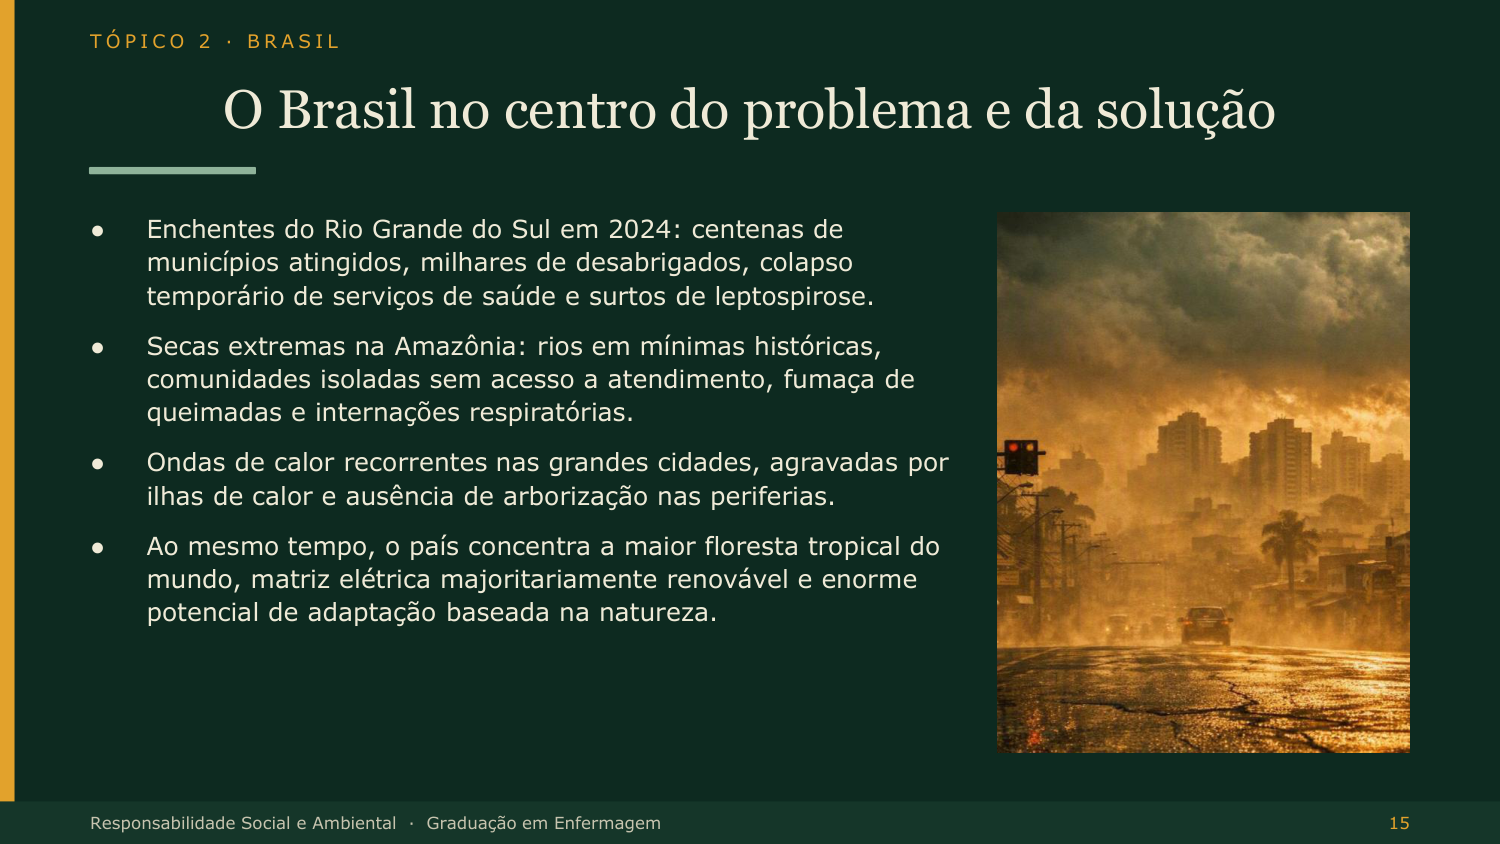 TÓPICO 2 · BRASIL
O Brasil no centro do problema e da solução
● Enchentes do Rio Grande do Sul em 2024: centenas de
municípios atingidos, milhares de desabrigados, colapso
temporário de serviços de saúde e surtos de leptospirose.
● Secas extremas na Amazônia: rios em mínimas históricas,
comunidades isoladas sem acesso a atendimento, fumaça de
queimadas e internações respiratórias.
● Ondas de calor recorrentes nas grandes cidades, agravadas por
ilhas de calor e ausência de arborização nas periferias.
● Ao mesmo tempo, o país concentra a maior floresta tropical do
mundo, matriz elétrica majoritariamente renovável e enorme
potencial de adaptação baseada na natureza.
Responsabilidade Social e Ambiental · Graduação em Enfermagem
15